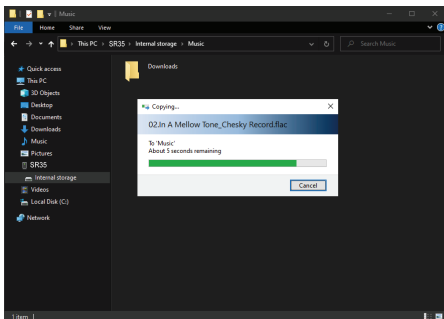 Music
File Home Share View
This PC > SR35 > Internal storage > Music
Search Music
Quick access
This PC
3D Objects
Desktop
Documents
Downloads
Music
Pictures
SR35
Internal storage
Videos
Local Disk (C:)
Network
Downloads
Copying...
02.In A Mellow Tone_Chesky Record.flac
To 'Music'
About 5 seconds remaining
Cancel
1 item